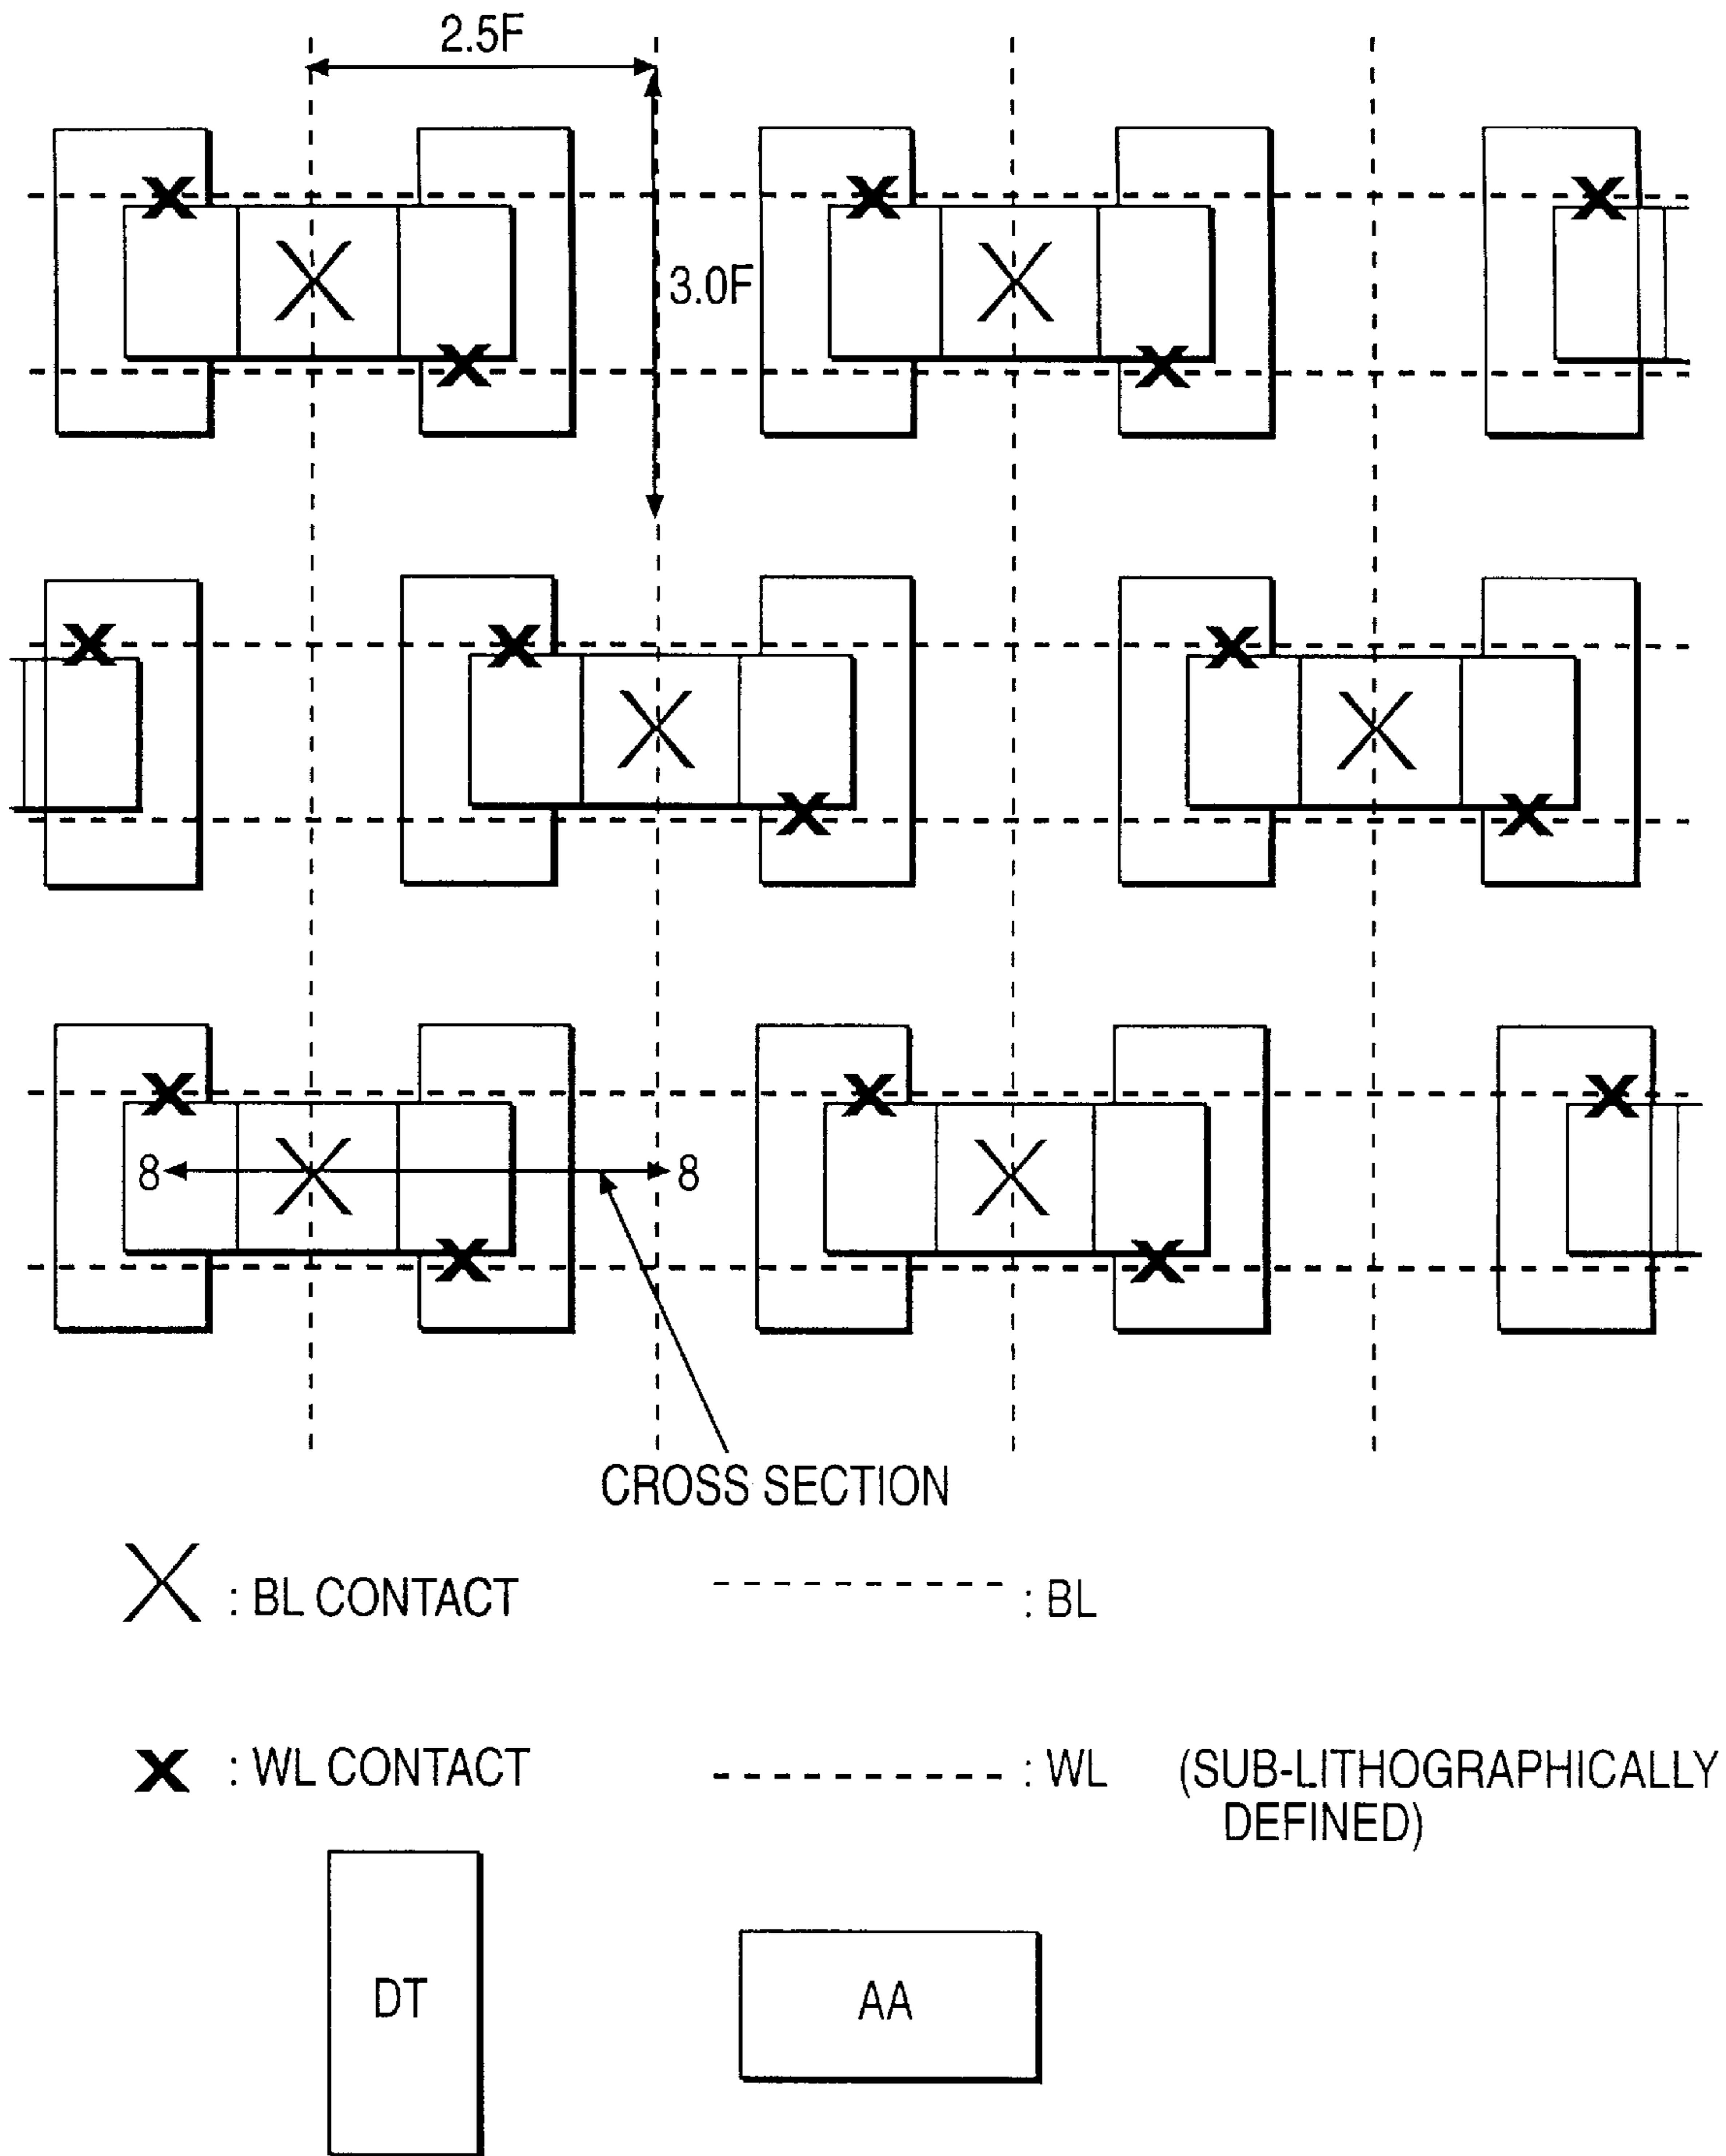 2.5F
3.0F
8 8
CROSS SECTION
X : BL CONTACT
: BL
X : WL CONTACT
: WL (SUB-LITHOGRAPHICALLY
DEFINED)
DT
AA